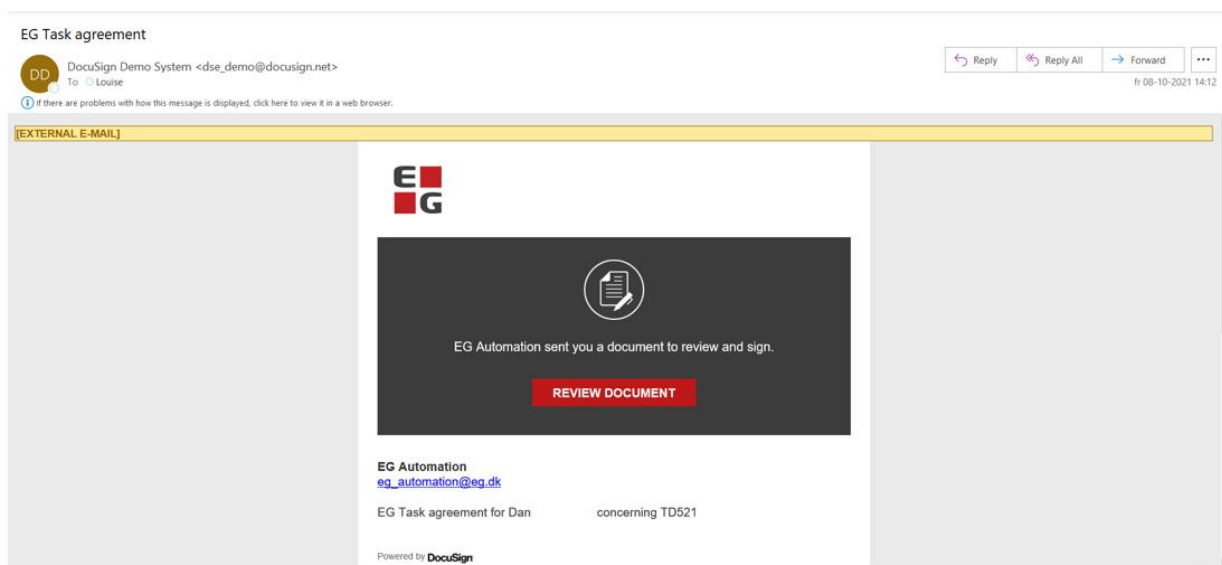 EG Task agreement
DD
DocuSign Demo System <dse_demo@docusign.net>
To Louise
Reply
Reply All
Forward
...
fr 08-10-2021 14:12
If there are problems with how this message is displayed, click here to view it in a web browser.
[EXTERNAL E-MAIL]
E
G
EG Automation sent you a document to review and sign.
REVIEW DOCUMENT
EG Automation
eg_automation@eg.dk
EG Task agreement for Dan concerning TD521
Powered by DocuSign